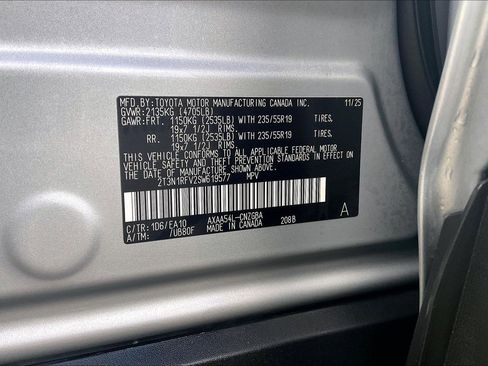 MFD.BY:TOYOTA MOTOR MANUFACTURING CANADA INC. 11/25
GVWR:2135KG (4705LB)
GAWR:FRT. 1150KG (2535LB) WITH 235/55R19 TIRES,
19x7 1/2J RIMS.
RR. 1150KG (2535LB) WITH 235/55R19 TIRES,
19x7 1/2J RIMS.
THIS VEHICLE CONFORMS TO ALL APPLICABLE FEDERAL MOTOR
VEHICLE SAFETY AND THEFT PREVENTION STANDARDS IN
EFFECT ON THE DATE OF MANUFACTURE SHOWN ABOVE.
2T3N1RFV2SW619577 MPV
C/TR:1D6/EA10 AXAA54L-CNZGBA A
A/TM: /UB80F MADE IN CANADA 208B